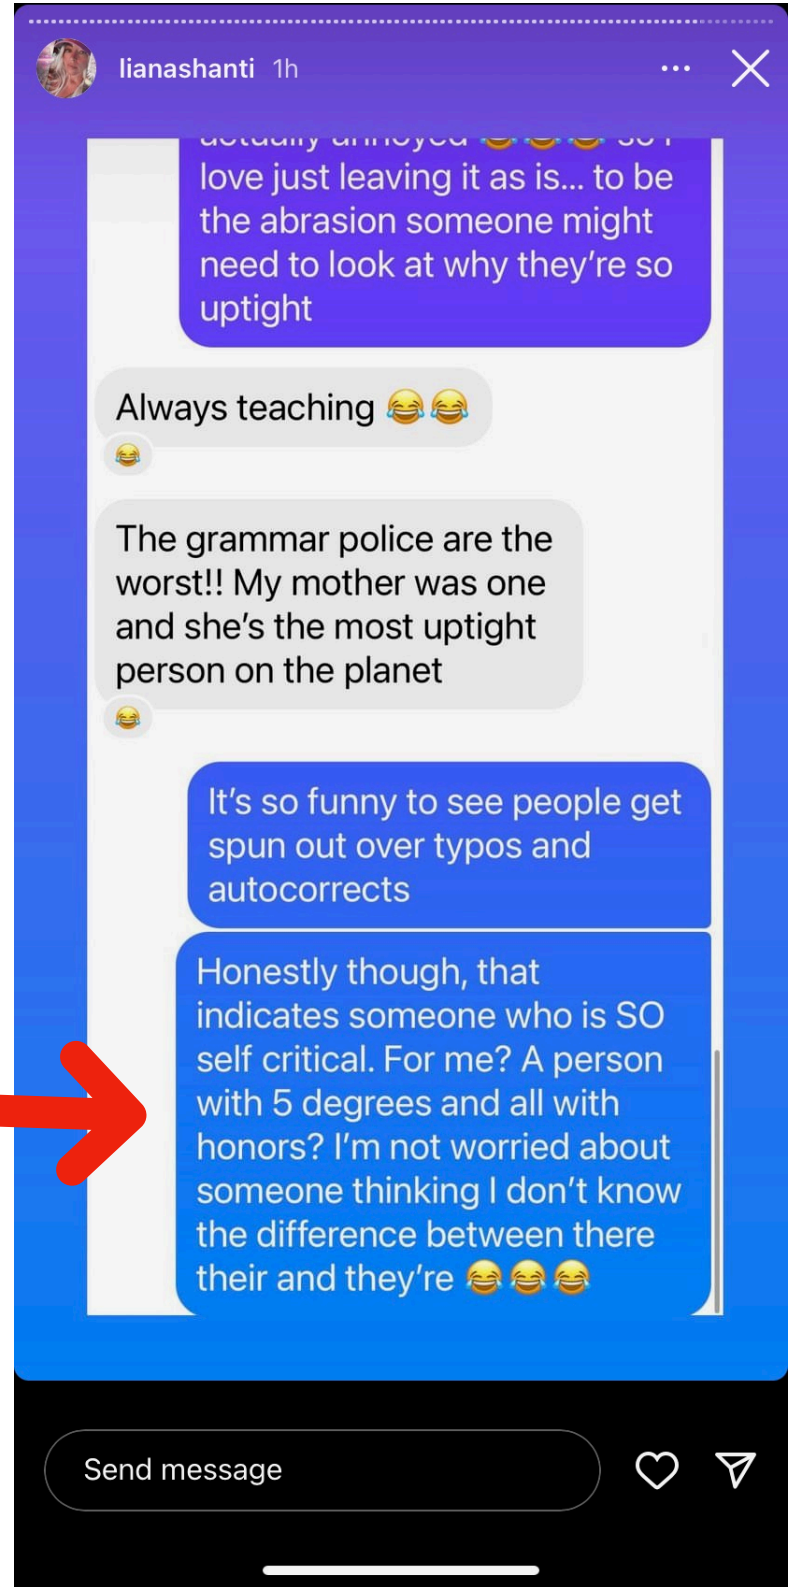 lianashanti 1h
actually annoyed 😂😂😂 so I
love just leaving it as is... to be
the abrasion someone might
need to look at why they’re so
uptight
Always teaching 😂😂
😂
The grammar police are the
worst!! My mother was one
and she’s the most uptight
person on the planet
😂
It’s so funny to see people get
spun out over typos and
autocorrects
Honestly though, that
indicates someone who is SO
self critical. For me? A person
with 5 degrees and all with
honors? I’m not worried about
someone thinking I don’t know
the difference between there
their and they’re 😂😂😂
Send message